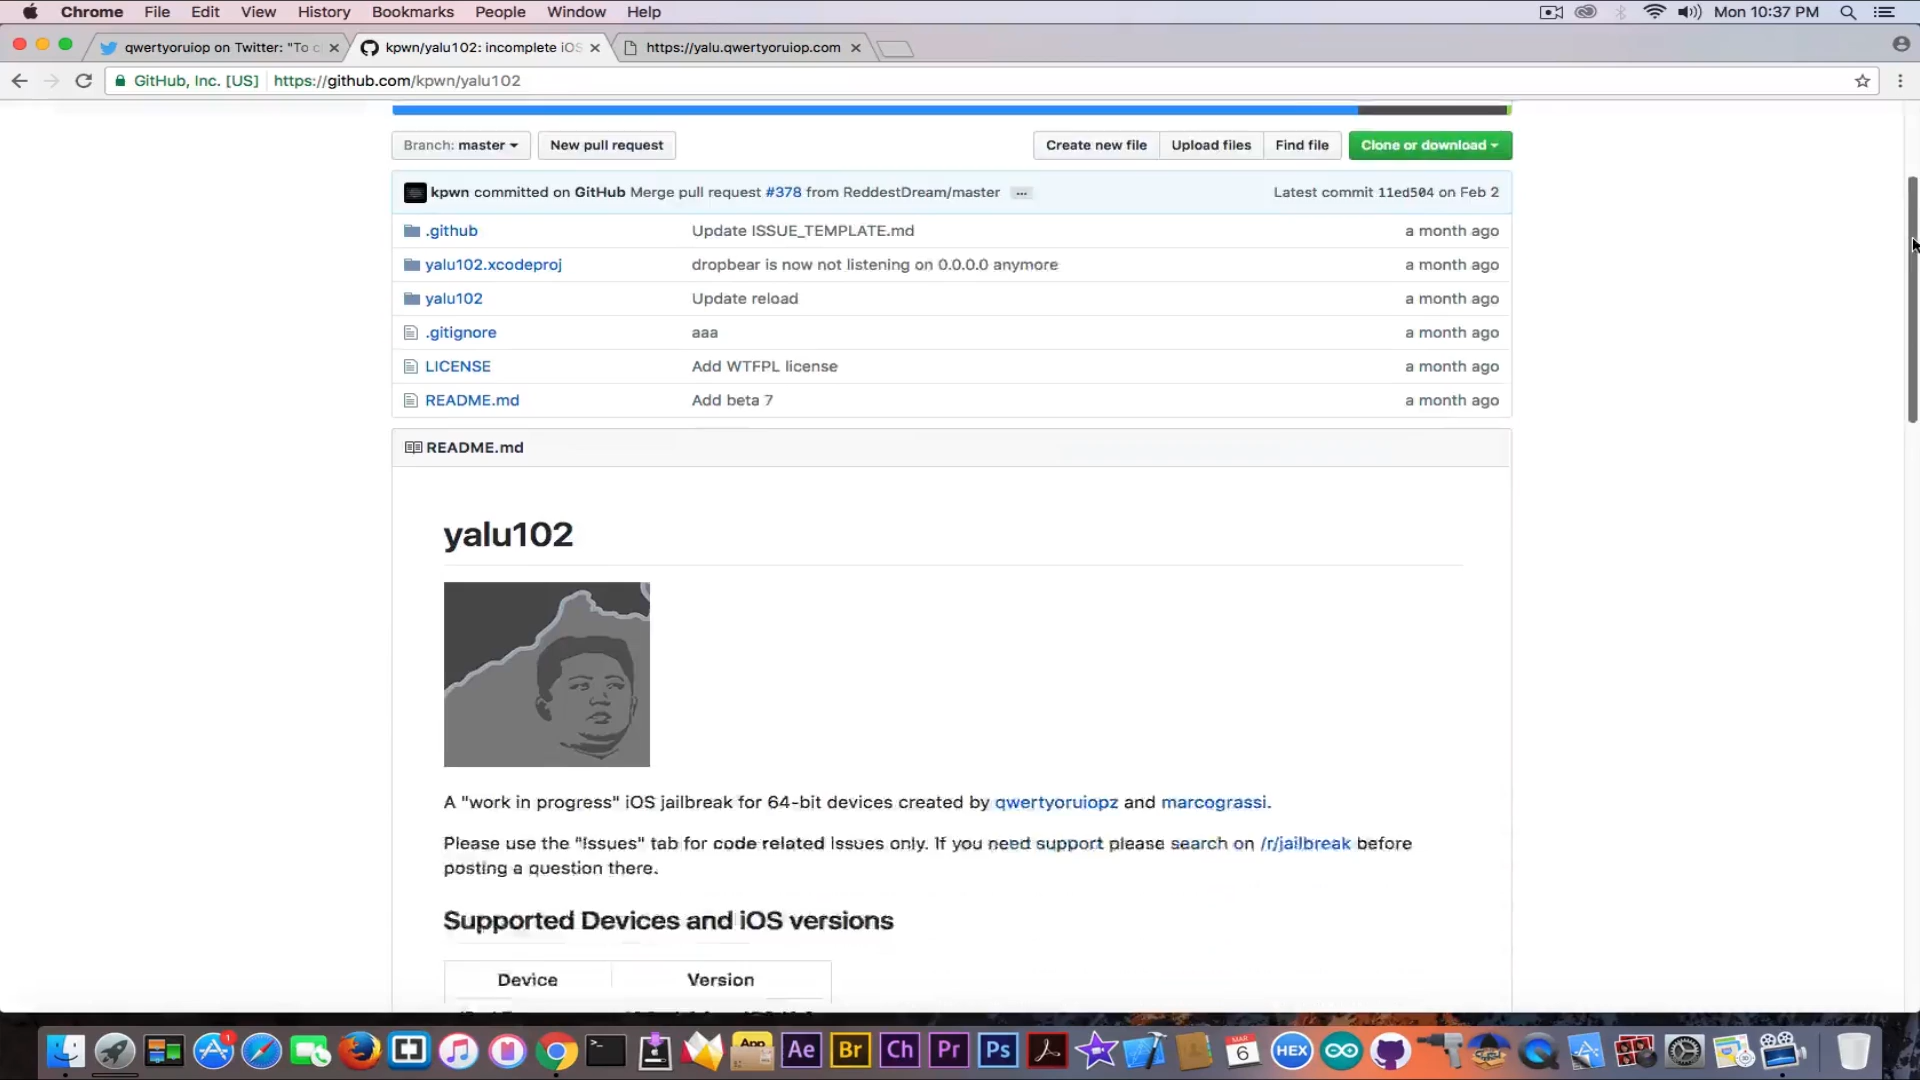 Chrome File Edit View History Bookmarks People Window Help Mon 10:37 PM
qwertyoruiop on Twitter: "To c kpwn/yalu102: incomplete iOS https://yalu.qwertyoruiop.com
GitHub, Inc. [US] https://github.com/kpwn/yalu102
Branch: master New pull request Create new file Upload files Find file Clone or download
kpwn committed on GitHub Merge pull request #378 from ReddestDream/master ... Latest commit 11ed504 on Feb 2
.github Update ISSUE_TEMPLATE.md a month ago
yalu102.xcodeproj dropbear is now not listening on 0.0.0.0 anymore a month ago
yalu102 Update reload a month ago
.gitignore aaa a month ago
LICENSE Add WTFPL license a month ago
README.md Add beta 7 a month ago
README.md
yalu102
A "work in progress" iOS jailbreak for 64-bit devices created by qwertyoruiopz and marcograssi.
Please use the "Issues" tab for code related Issues only. If you need support please search on /r/jailbreak before
posting a question there.
Supported Devices and iOS versions
Device Version
1 App Ae Br Ch Pr Ps MAR 6 HEX